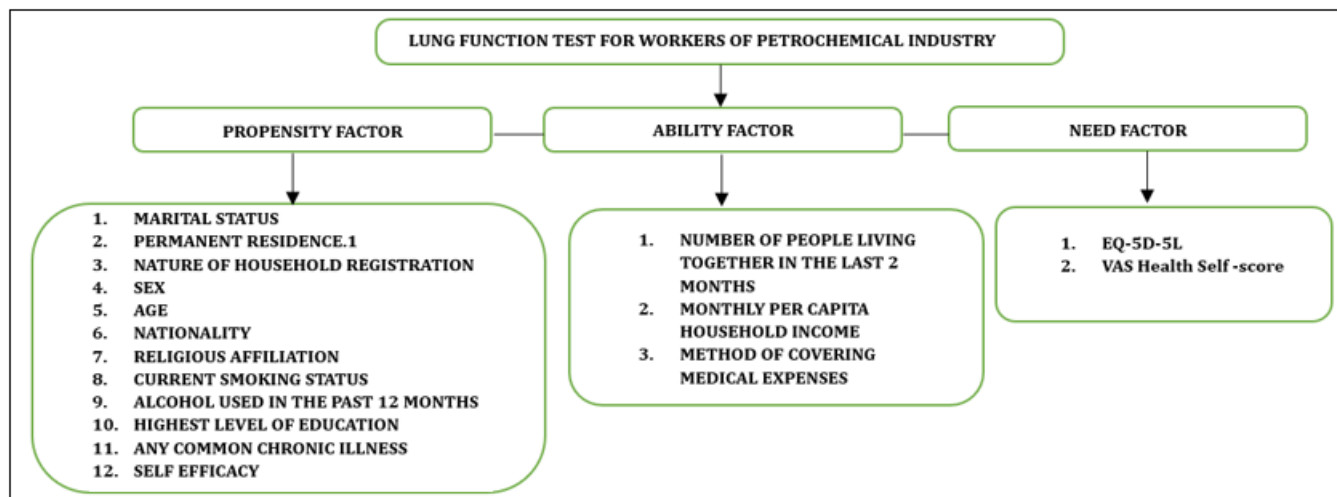 LUNG FUNCTION TEST FOR WORKERS OF PETROCHEMICAL INDUSTRY
PROPENSITY FACTOR
ABILITY FACTOR
NEED FACTOR
1. MARITAL STATUS
2. PERMANENT RESIDENCE.1
3. NATURE OF HOUSEHOLD REGISTRATION
4. SEX
5. AGE
6. NATIONALITY
7. RELIGIOUS AFFILIATION
8. CURRENT SMOKING STATUS
9. ALCOHOL USED IN THE PAST 12 MONTHS
10. HIGHEST LEVEL OF EDUCATION
11. ANY COMMON CHRONIC ILLNESS
12. SELF EFFICACY
1. NUMBER OF PEOPLE LIVING
TOGETHER IN THE LAST 2
MONTHS
2. MONTHLY PER CAPITA
HOUSEHOLD INCOME
3. METHOD OF COVERING
MEDICAL EXPENSES
1. EQ-5D-5L
2. VAS Health Self -score